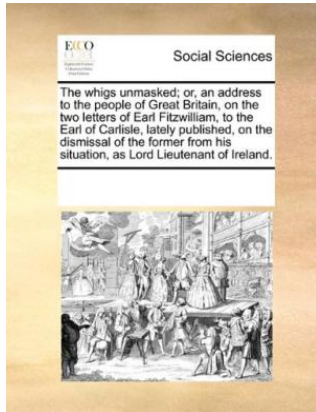 ECCO
Social Sciences
The whigs unmasked; or, an address
to the people of Great Britain, on the
two letters of Earl Fitzwilliam, to the
Earl of Carlisle, lately published, on the
dismissal of the former from his
situation, as Lord Lieutenant of Ireland.